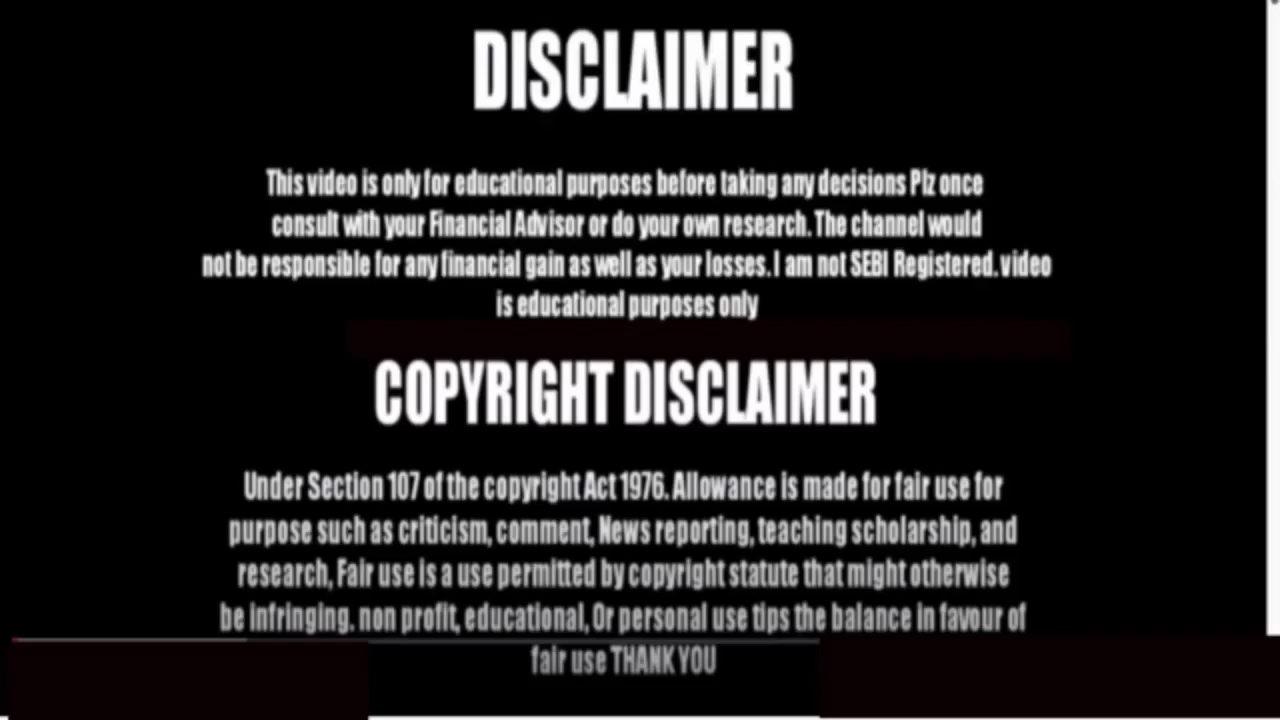 DISCLAIMER
This video is only for educational purposes before taking any decisions Plz once
consult with your Financial Advisor or do your own research. The channel would
not be responsible for any financial gain as well as your losses. I am not SEBI Registered.video
is educational purposes only
COPYRIGHT DISCLAIMER
Under Section 107 of the copyright Act 1976. Allowance is made for fair use for
purpose such as criticism, comment, News reporting, teaching scholarship, and
research, Fair use is a use permitted by copyright statute that might otherwise
be infringing. non profit, educational, Or personal use tips the balance in favour of
fair use THANK YOU